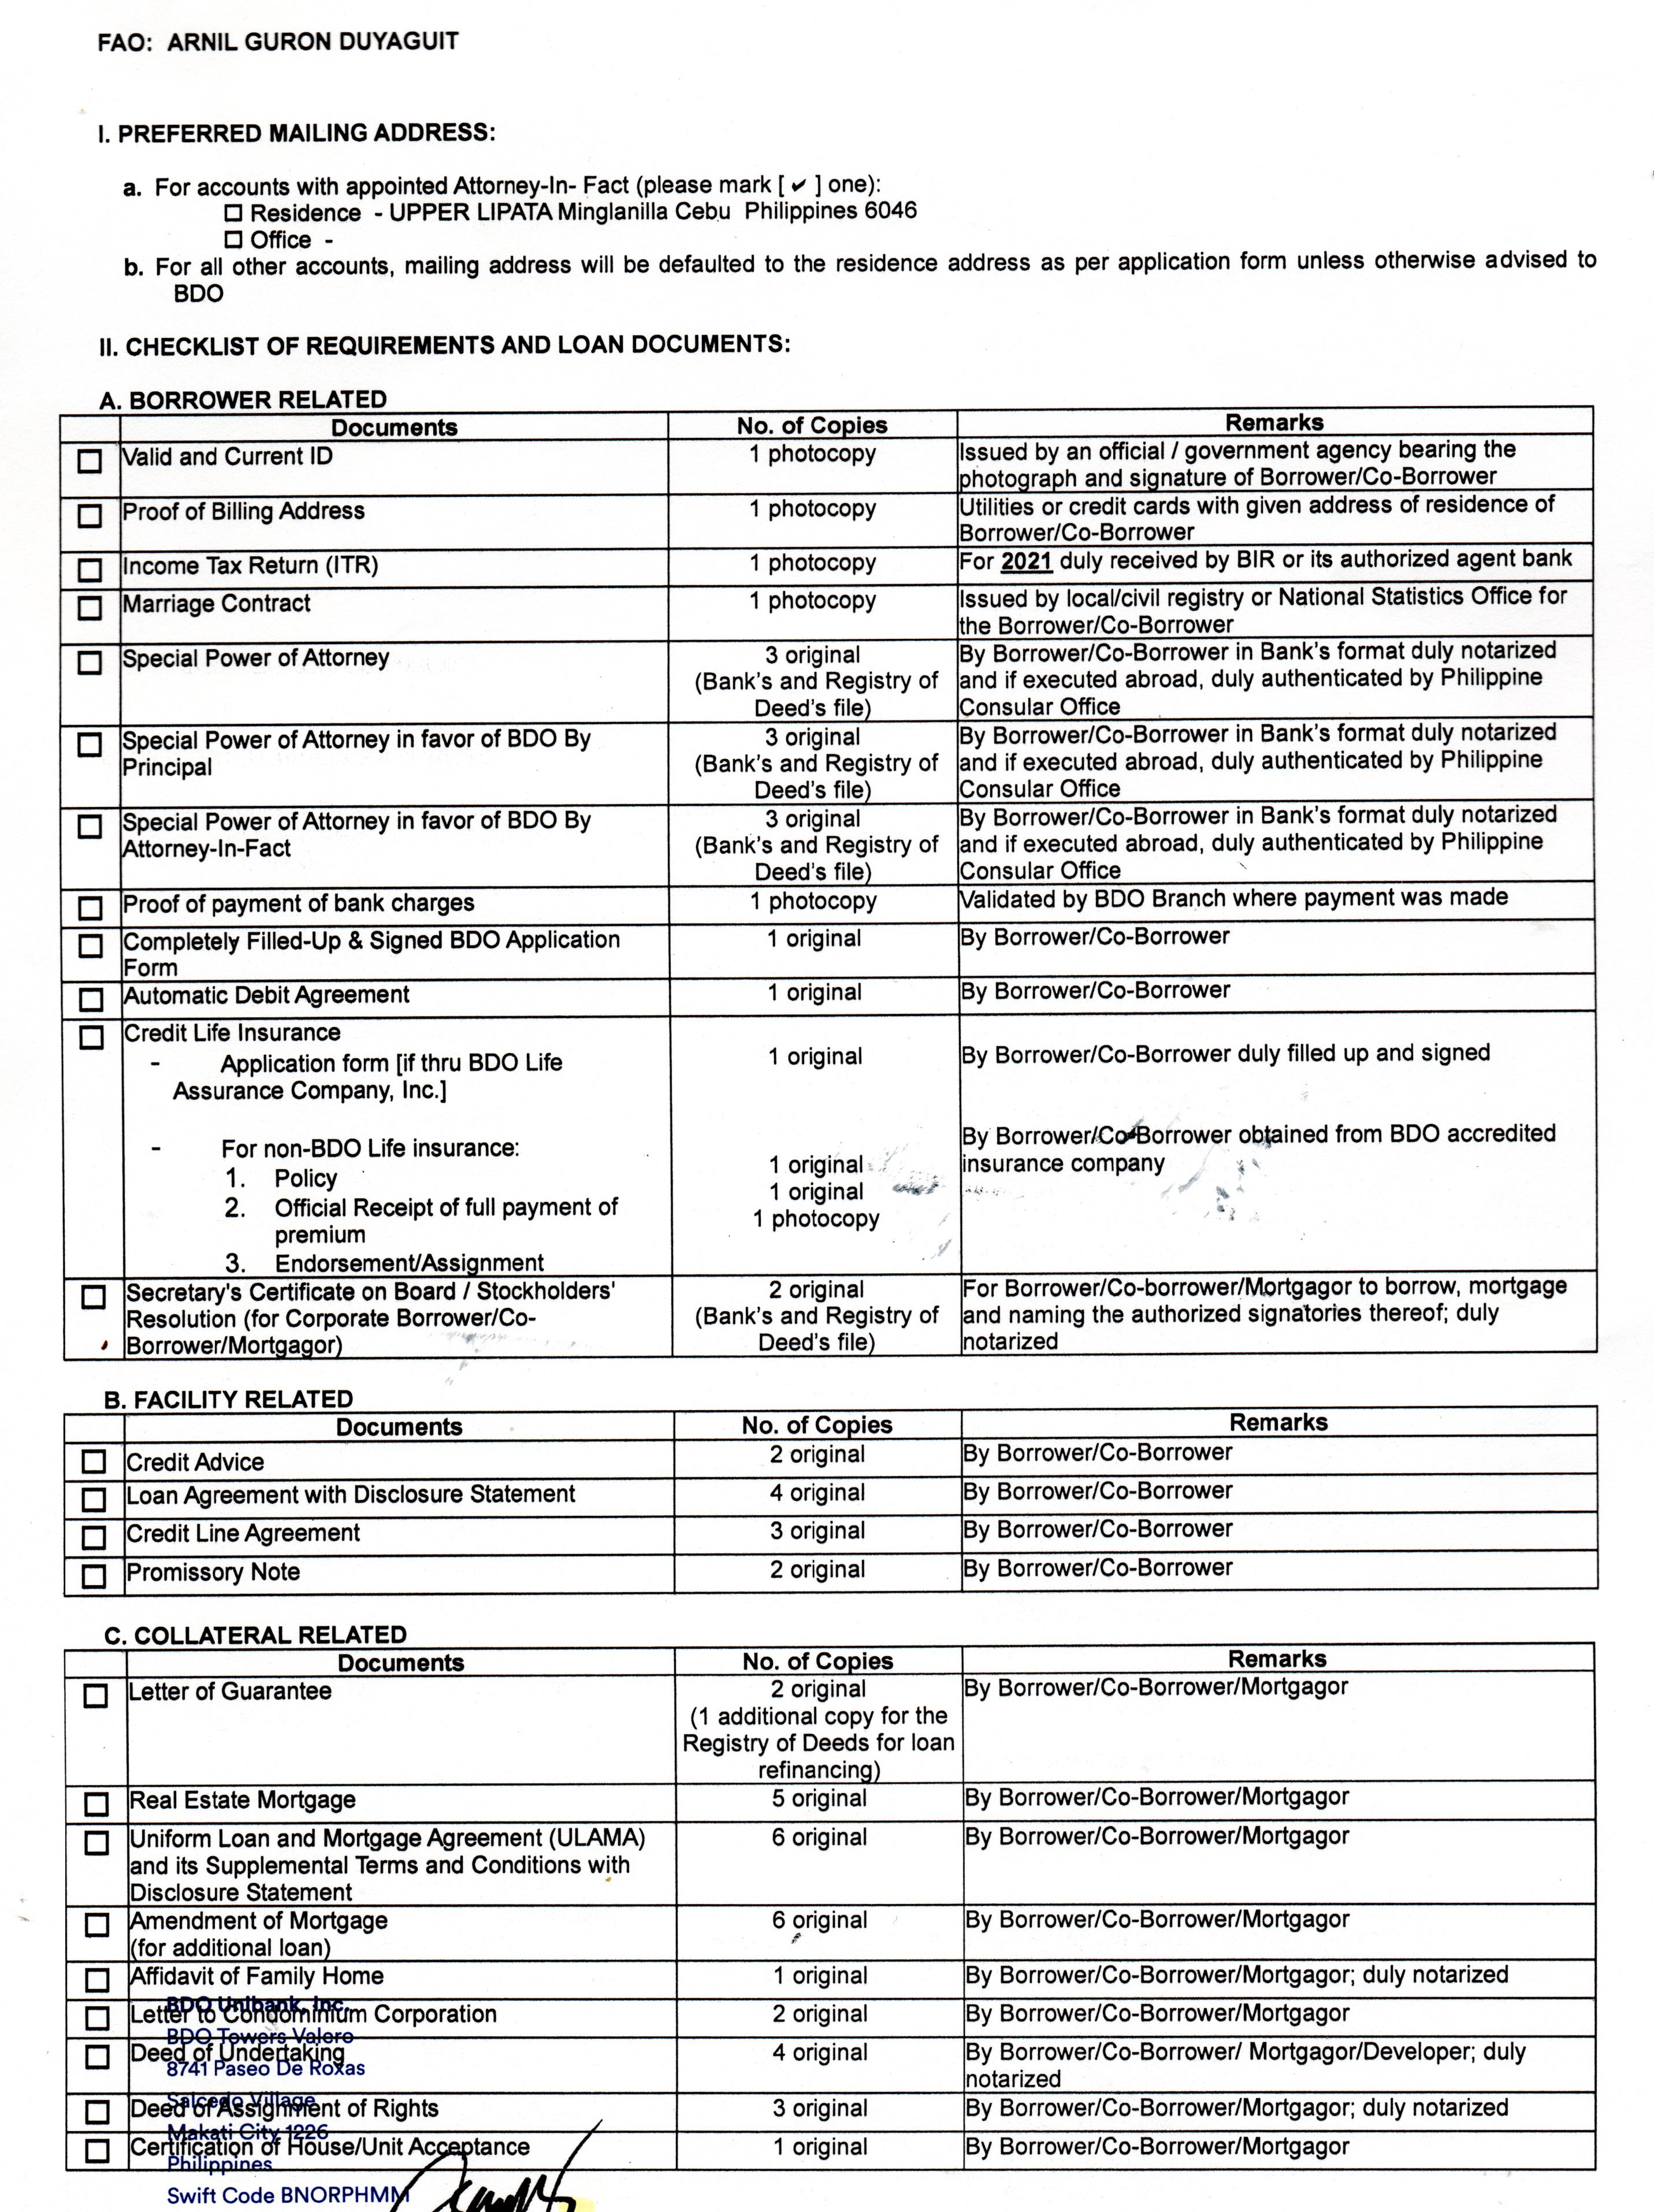 FAO: ARNIL GURON DUYAGUIT
I. PREFERRED MAILING ADDRESS:
a. For accounts with appointed Attorney-In- Fact (please mark [ ✔ ] one):
☐ Residence - UPPER LIPATA Minglanilla Cebu Philippines 6046
☐ Office -
b. For all other accounts, mailing address will be defaulted to the residence address as per application form unless otherwise advised to
BDO
II. CHECKLIST OF REQUIREMENTS AND LOAN DOCUMENTS:
A. BORROWER RELATED
Documents No. of Copies Remarks
☐ Valid and Current ID 1 photocopy Issued by an official / government agency bearing the
photograph and signature of Borrower/Co-Borrower
☐ Proof of Billing Address 1 photocopy Utilities or credit cards with given address of residence of
Borrower/Co-Borrower
☐ Income Tax Return (ITR) 1 photocopy For 2021 duly received by BIR or its authorized agent bank
☐ Marriage Contract 1 photocopy Issued by local/civil registry or National Statistics Office for
the Borrower/Co-Borrower
☐ Special Power of Attorney 3 original By Borrower/Co-Borrower in Bank's format duly notarized
(Bank's and Registry of and if executed abroad, duly authenticated by Philippine
Deed's file) Consular Office
☐ Special Power of Attorney in favor of BDO By 3 original By Borrower/Co-Borrower in Bank's format duly notarized
Principal (Bank's and Registry of and if executed abroad, duly authenticated by Philippine
Deed's file) Consular Office
☐ Special Power of Attorney in favor of BDO By 3 original By Borrower/Co-Borrower in Bank's format duly notarized
Attorney-In-Fact (Bank's and Registry of and if executed abroad, duly authenticated by Philippine
Deed's file) Consular Office
☐ Proof of payment of bank charges 1 photocopy Validated by BDO Branch where payment was made
☐ Completely Filled-Up & Signed BDO Application 1 original By Borrower/Co-Borrower
Form
☐ Automatic Debit Agreement 1 original By Borrower/Co-Borrower
☐ Credit Life Insurance
- Application form [if thru BDO Life 1 original By Borrower/Co-Borrower duly filled up and signed
Assurance Company, Inc.]
- For non-BDO Life insurance: By Borrower/Co-Borrower obtained from BDO accredited
1. Policy 1 original insurance company
2. Official Receipt of full payment of 1 original
premium 1 photocopy
3. Endorsement/Assignment
☐ Secretary's Certificate on Board / Stockholders' 2 original For Borrower/Co-borrower/Mortgagor to borrow, mortgage
Resolution (for Corporate Borrower/Co- (Bank's and Registry of and naming the authorized signatories thereof; duly
Borrower/Mortgagor) Deed's file) notarized
B. FACILITY RELATED
Documents No. of Copies Remarks
☐ Credit Advice 2 original By Borrower/Co-Borrower
☐ Loan Agreement with Disclosure Statement 4 original By Borrower/Co-Borrower
☐ Credit Line Agreement 3 original By Borrower/Co-Borrower
☐ Promissory Note 2 original By Borrower/Co-Borrower
C. COLLATERAL RELATED
Documents No. of Copies Remarks
☐ Letter of Guarantee 2 original By Borrower/Co-Borrower/Mortgagor
(1 additional copy for the
Registry of Deeds for loan
refinancing)
☐ Real Estate Mortgage 5 original By Borrower/Co-Borrower/Mortgagor
☐ Uniform Loan and Mortgage Agreement (ULAMA) 6 original By Borrower/Co-Borrower/Mortgagor
and its Supplemental Terms and Conditions with
Disclosure Statement
☐ Amendment of Mortgage 6 original By Borrower/Co-Borrower/Mortgagor
(for additional loan)
☐ Affidavit of Family Home 1 original By Borrower/Co-Borrower/Mortgagor; duly notarized
BDO Unibank, Inc.
☐ Letter to Condominium Corporation 2 original By Borrower/Co-Borrower/Mortgagor
BDO Towers Valero
☐ Deed of Undertaking 4 original By Borrower/Co-Borrower/ Mortgagor/Developer; duly
8741 Paseo De Roxas notarized
Salcedo Village
☐ Deed of Assignment of Rights 3 original By Borrower/Co-Borrower/Mortgagor; duly notarized
Makati City 1226
☐ Certification of House/Unit Acceptance 1 original By Borrower/Co-Borrower/Mortgagor
Philippines
Swift Code BNORPHMM